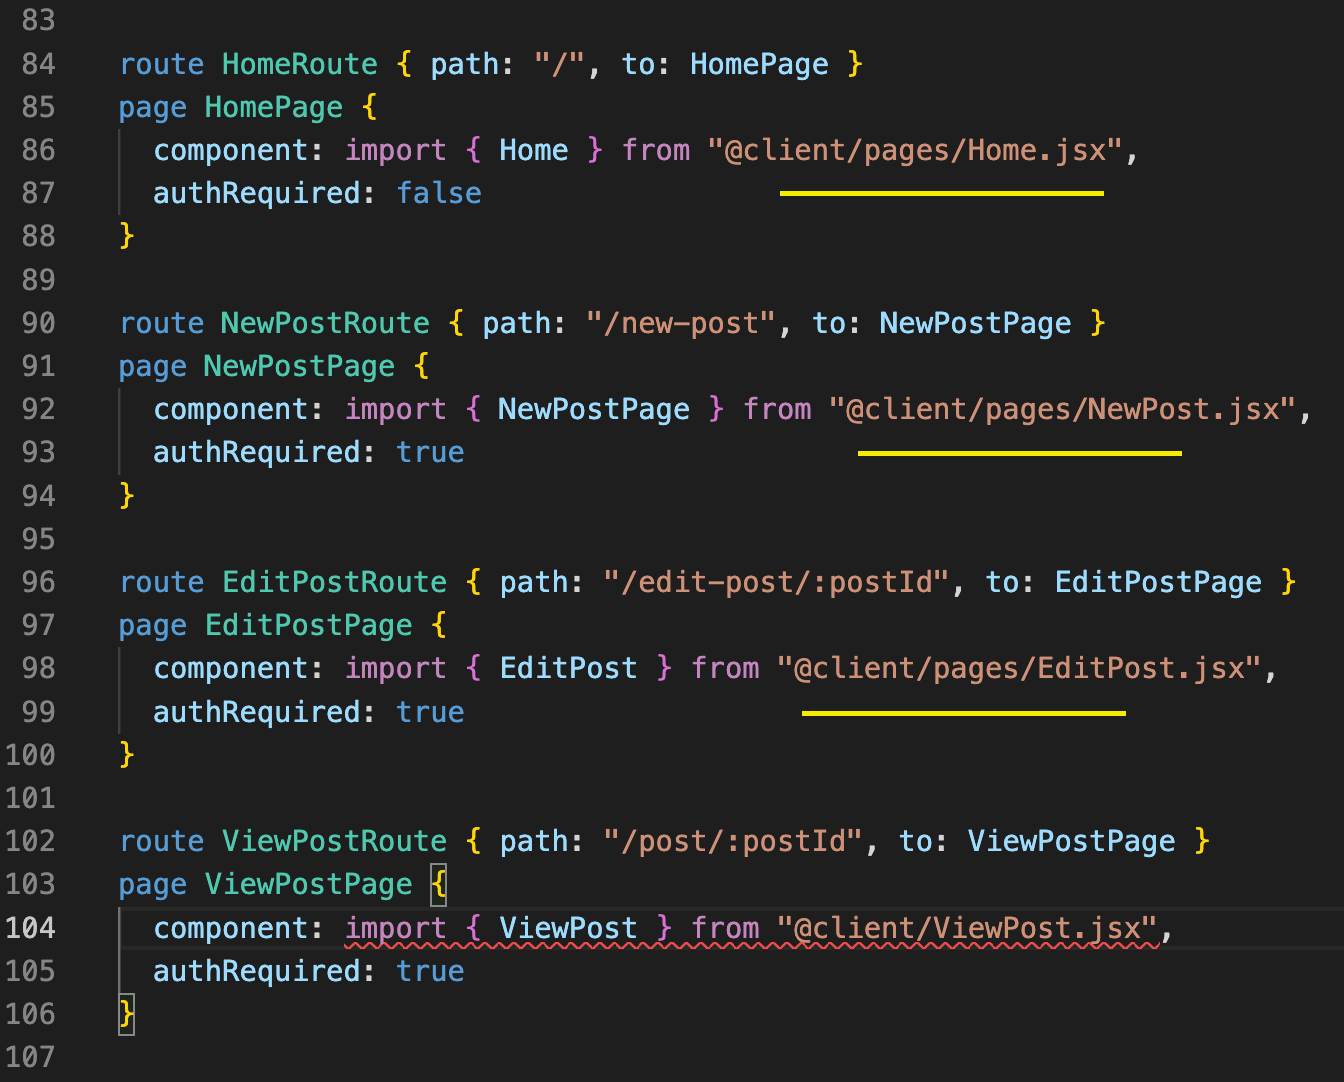 83
84 route HomeRoute { path: "/", to: HomePage }
85 page HomePage {
86 component: import { Home } from "@client/pages/Home.jsx",
87 authRequired: false
88 }
89
90 route NewPostRoute { path: "/new-post", to: NewPostPage }
91 page NewPostPage {
92 component: import { NewPostPage } from "@client/pages/NewPost.jsx",
93 authRequired: true
94 }
95
96 route EditPostRoute { path: "/edit-post/:postId", to: EditPostPage }
97 page EditPostPage {
98 component: import { EditPost } from "@client/pages/EditPost.jsx",
99 authRequired: true
100 }
101
102 route ViewPostRoute { path: "/post/:postId", to: ViewPostPage }
103 page ViewPostPage {
104 component: import { ViewPost } from "@client/ViewPost.jsx",
105 authRequired: true
106 }
107